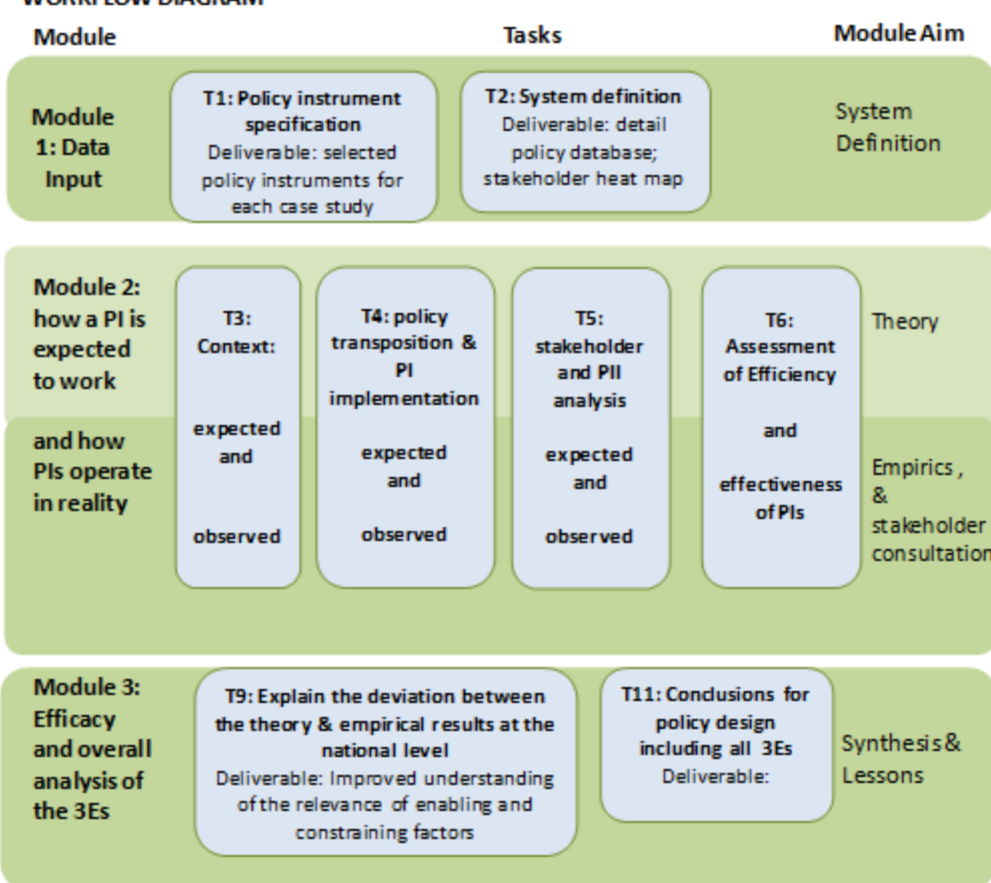 WORKFLOW DIAGRAM
Module
Tasks
Module Aim
Module
1: Data
Input
T1: Policy instrument
specification
Deliverable: selected
policy instruments for
each case study
T2: System definition
Deliverable: detail
policy database;
stakeholder heat map
System
Definition
Module 2:
how a PI is
expected
to work
and how
PIs operate
in reality
T3:
Context:
expected
and
observed
T4: policy
transposition &
PI
implementation
expected
and
observed
T5:
stakeholder
and PII
analysis
expected
and
observed
T6:
Assessment
of Efficiency
and
effectiveness
of PIs
Theory
Empirics,
&
stakeholder
consultation
Module 3:
Efficacy
and overall
analysis of
the 3Es
T9: Explain the deviation between
the theory & empirical results at the
national level
Deliverable: Improved understanding
of the relevance of enabling and
constraining factors
T11: Conclusions for
policy design
including all 3Es
Deliverable:
Synthesis &
Lessons